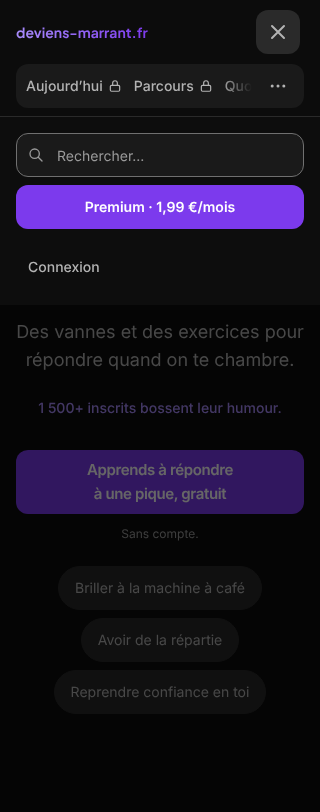 deviens-marrant.fr
Aujourd'hui Parcours
Rechercher...
Premium · 1,99 €/mois
Connexion
Des vannes et des exercices pour
répondre quand on te chambre.
1 500+ inscrits bossent leur humour.
Apprends à répondre
à une pique, gratuit
Sans compte.
Briller à la machine à café
Avoir de la répartie
Reprendre confiance en toi